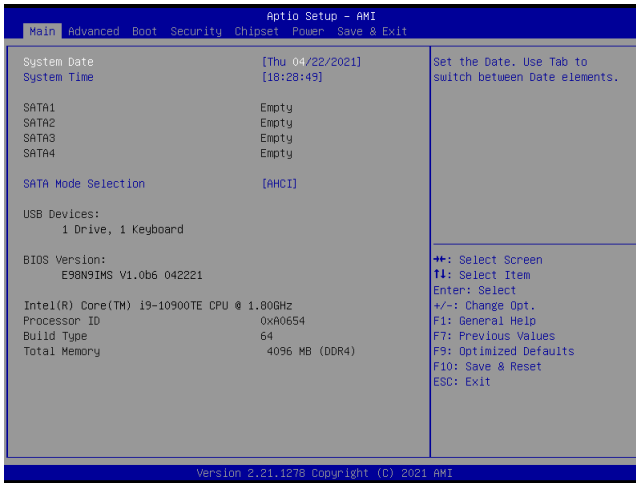 Aptio Setup – AMI
Main Advanced Boot Security Chipset Power Save & Exit
System Date [Thu 04/22/2021]
System Time [18:28:49]
SATA1 Empty
SATA2 Empty
SATA3 Empty
SATA4 Empty
SATA Mode Selection [AHCI]
USB Devices:
1 Drive, 1 Keyboard
BIOS Version:
E98N9IMS V1.0b6 042221
Intel(R) Core(TM) i9-10900TE CPU @ 1.80GHz
Processor ID 0xA0654
Build Type 64
Total Memory 4096 MB (DDR4)
Set the Date. Use Tab to
switch between Date elements.
→←: Select Screen
↑↓: Select Item
Enter: Select
+/-: Change Opt.
F1: General Help
F7: Previous Values
F9: Optimized Defaults
F10: Save & Reset
ESC: Exit
Version 2.21.1278 Copyright (C) 2021 AMI